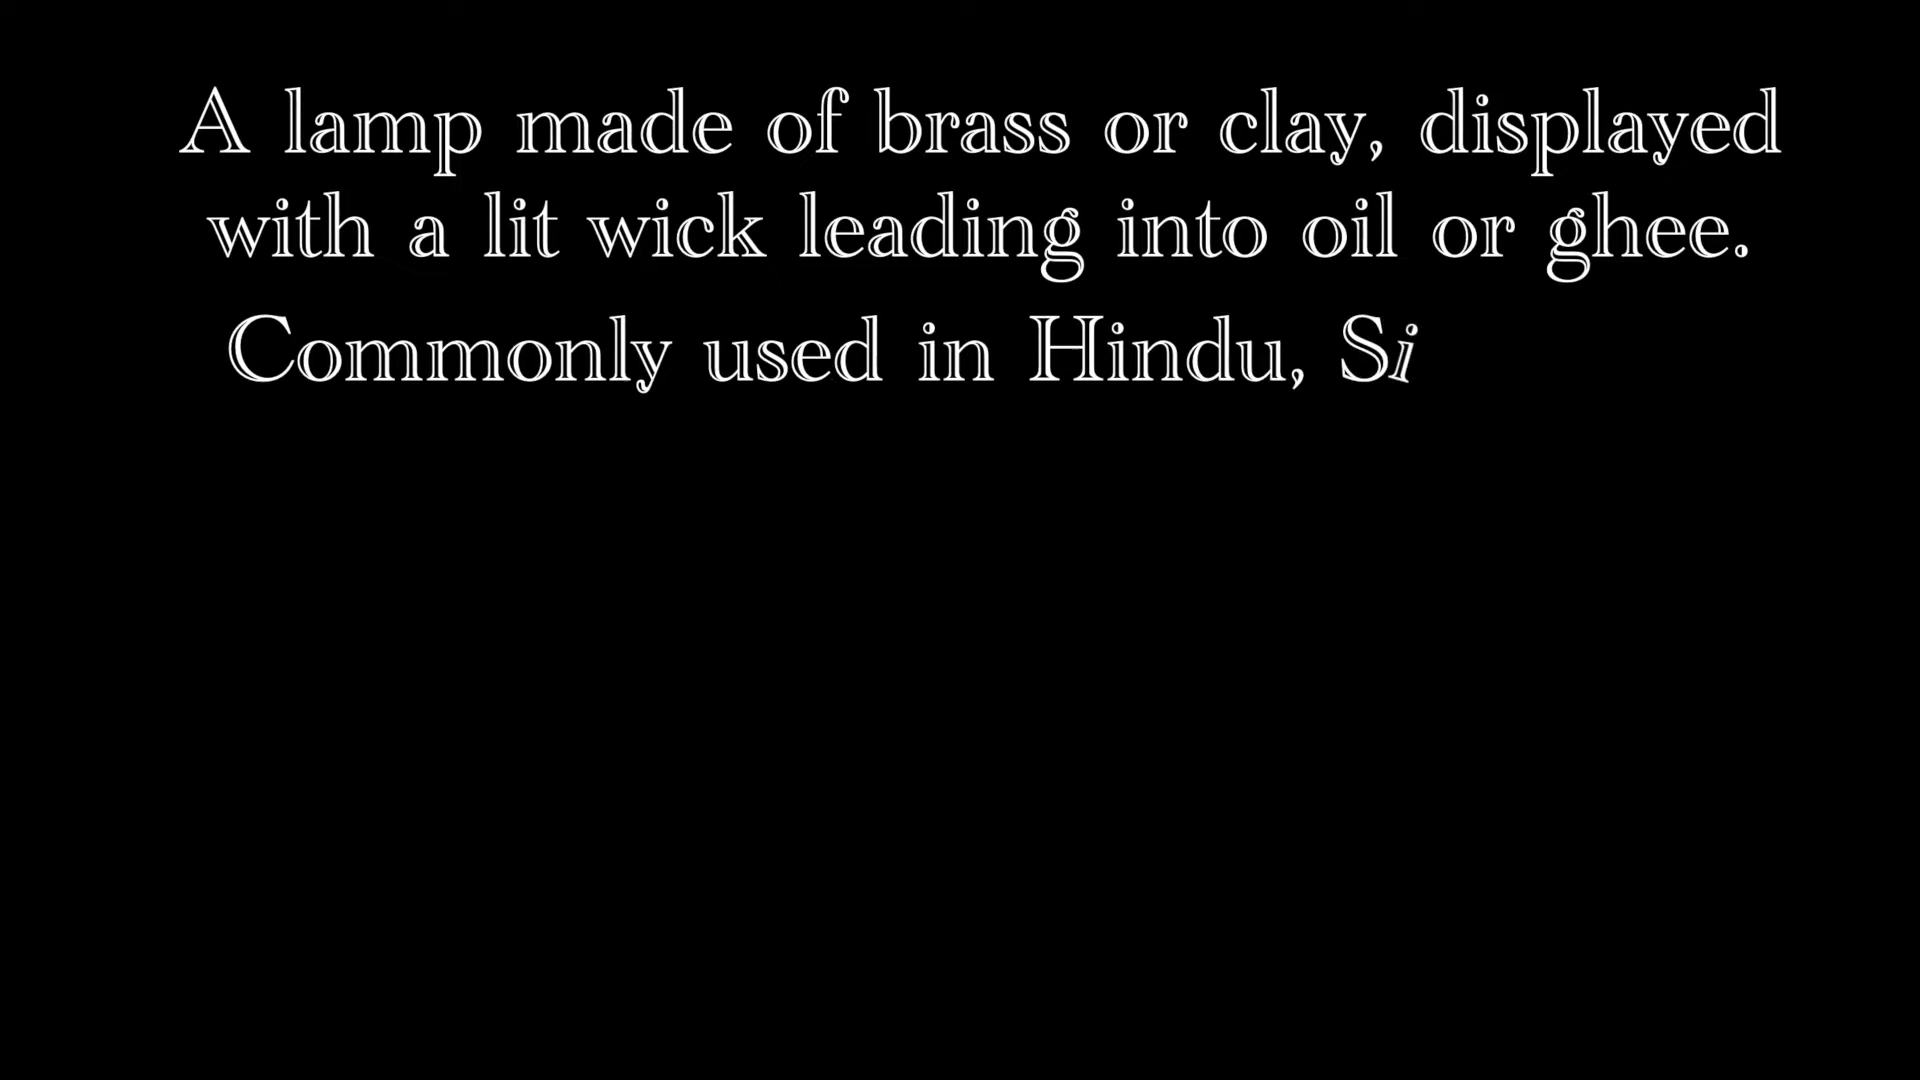 A lamp made of brass or clay, displayed
with a lit wick leading into oil or ghee.
Commonly used in Hindu, Si